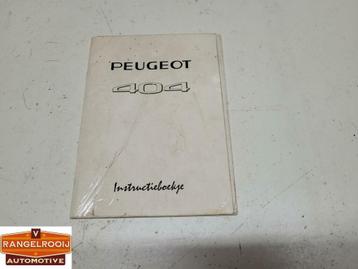 PEUGEOT
404
Instructieboekje
V
RANGELROOIJ
AUTOMOTIVE